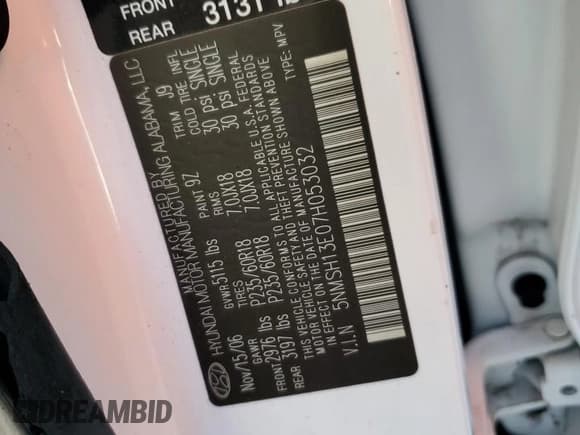 FRONT
REAR 3131 lb
MANUFACTURED BY
HYUNDAI MOTOR MANUFACTURING ALABAMA, LLC
PAINT 9Z TRIM J9
Nov/15/06 GVWR 5115 lbs
GAWR TIRES RIMS COLD TIRE INFL
FRONT 2976 lbs P235/60R18 7.0JX18 30 psi SINGLE
REAR 3197 lbs P235/60R18 7.0JX18 30 psi SINGLE
THIS VEHICLE CONFORMS TO ALL APPLICABLE U.S.A. FEDERAL
MOTOR VEHICLE SAFETY AND THEFT PREVENTION STANDARDS
IN EFFECT ON THE DATE OF MANUFACTURE SHOWN ABOVE.
V.I.N 5NMSH13E07H053032 TYPE: MPV
DREAMBID